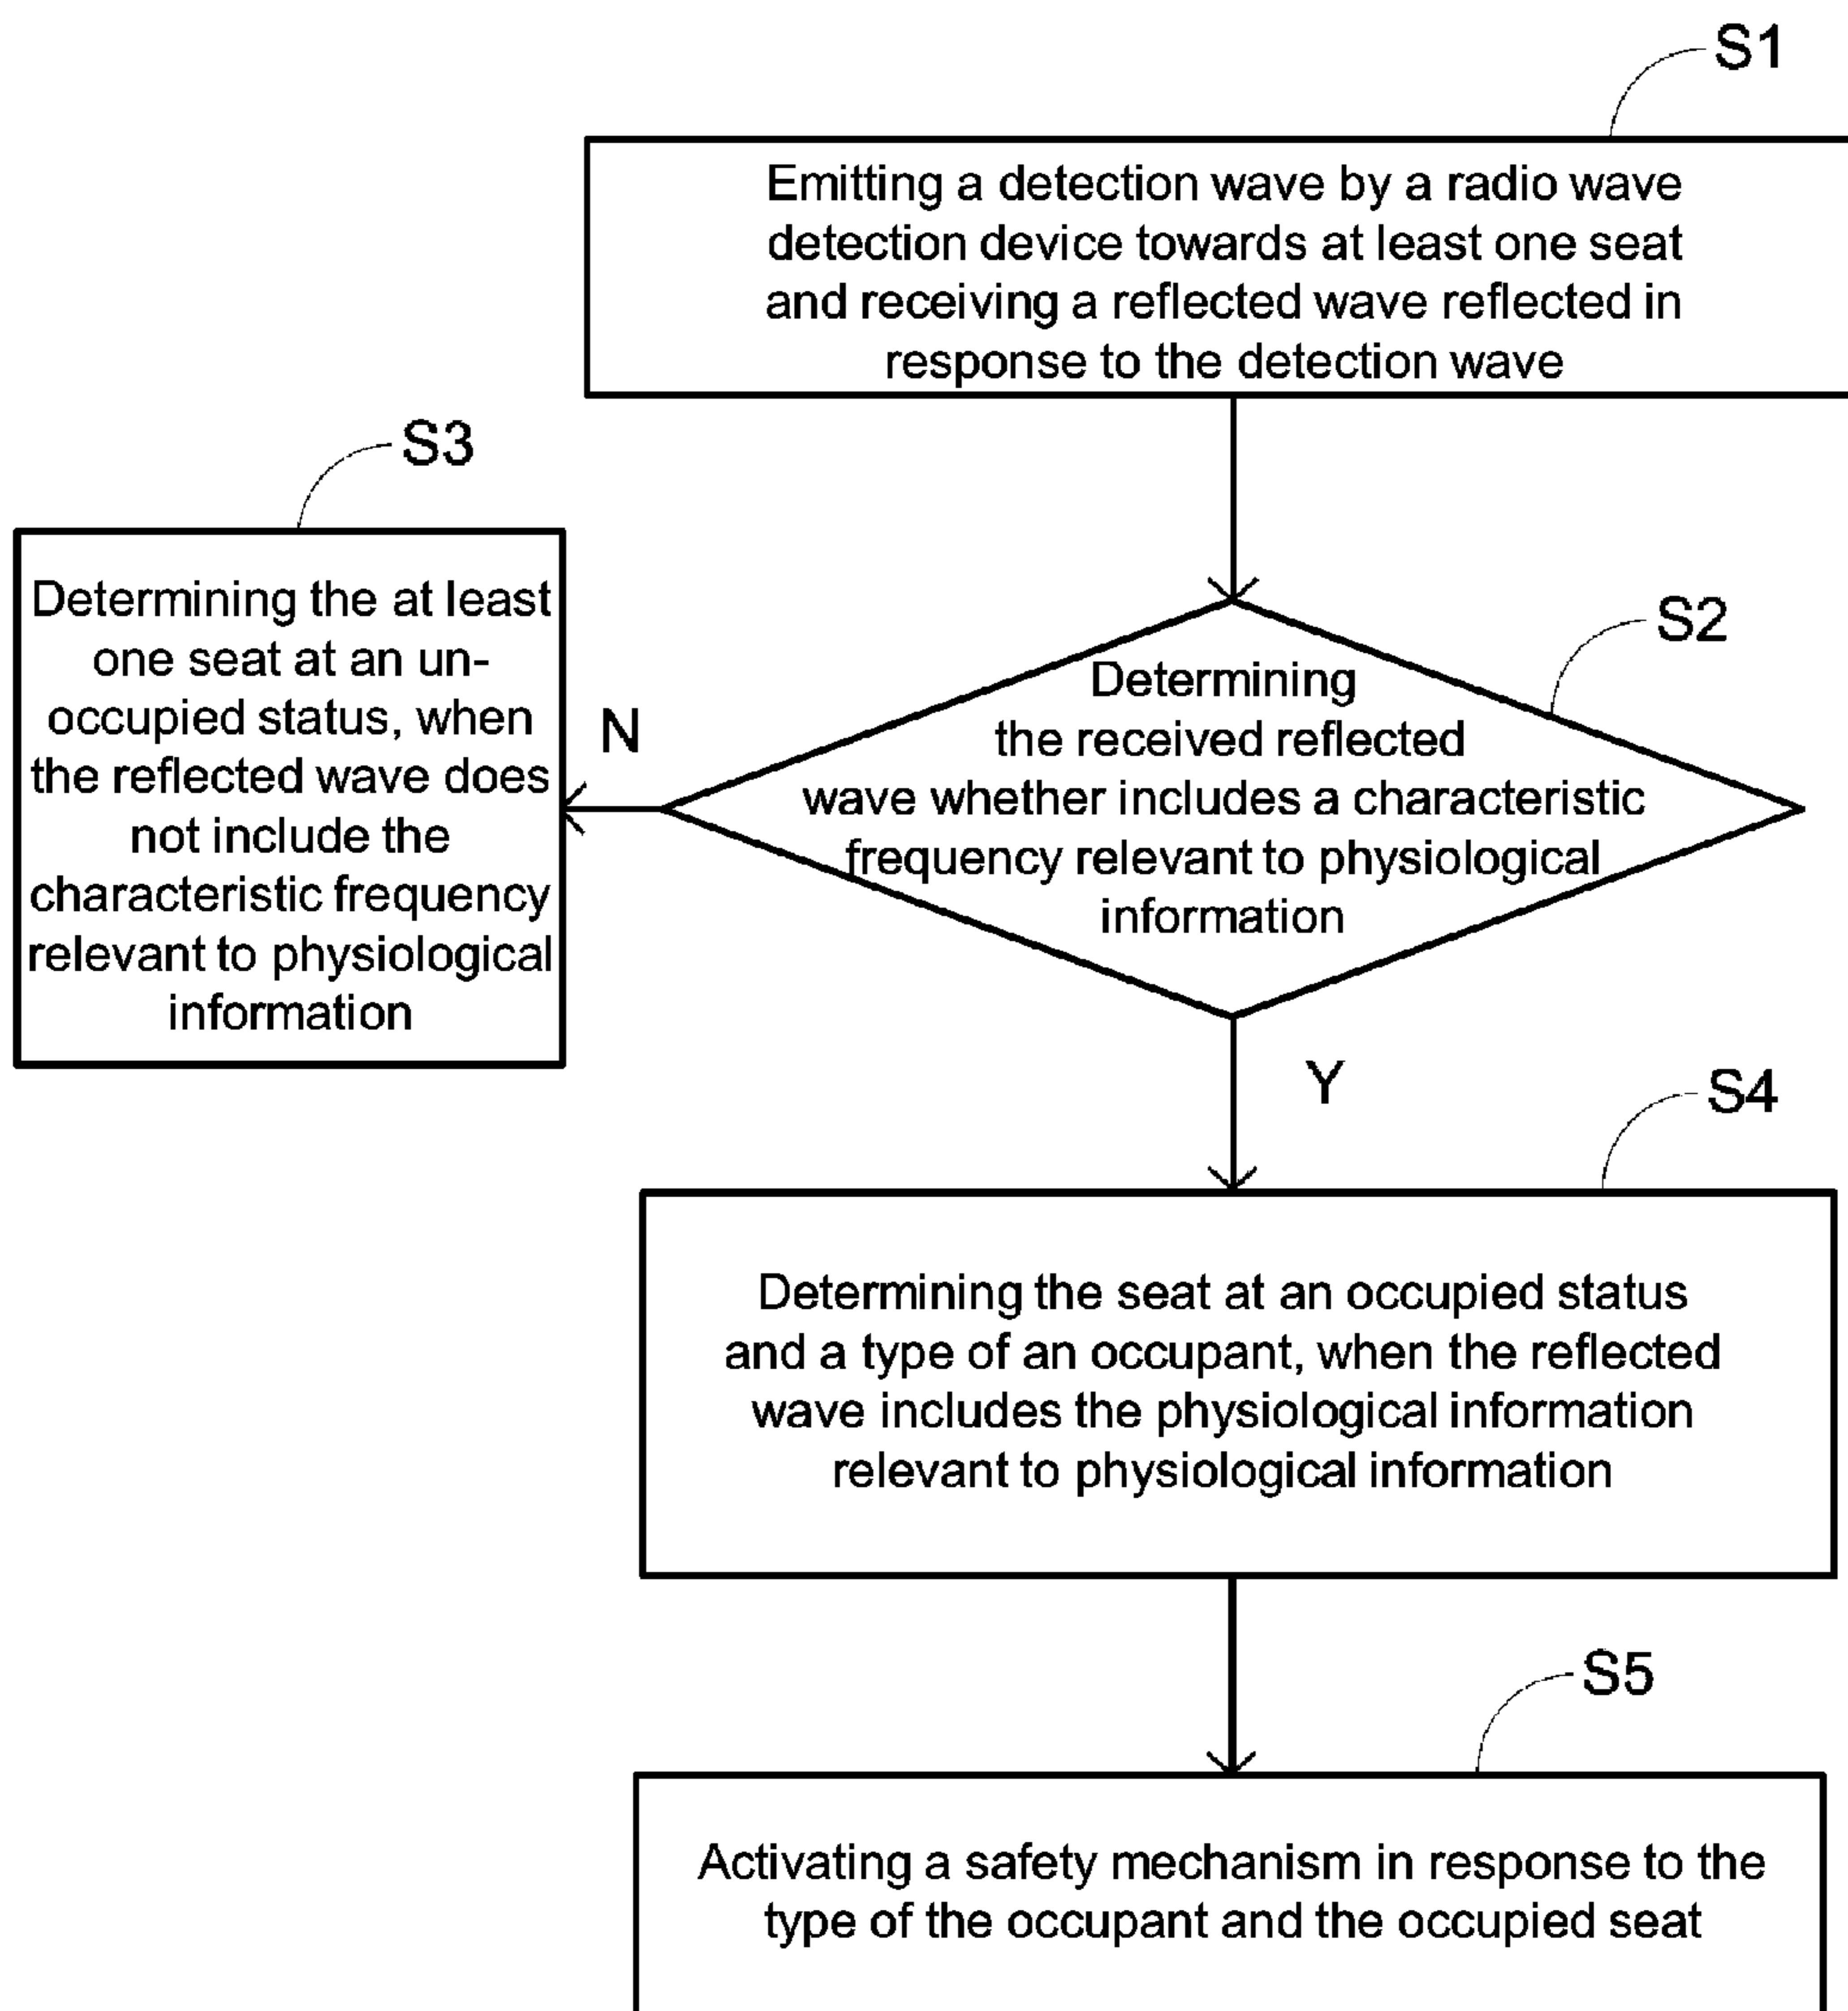 S1
Emitting a detection wave by a radio wave
detection device towards at least one seat
and receiving a reflected wave reflected in
response to the detection wave
S3
Determining the at least
one seat at an un-
occupied status, when
the reflected wave does
not include the
characteristic frequency
relevant to physiological
information
N
S2
Determining
the received reflected
wave whether includes a characteristic
frequency relevant to physiological
information
Y
S4
Determining the seat at an occupied status
and a type of an occupant, when the reflected
wave includes the physiological information
relevant to physiological information
S5
Activating a safety mechanism in response to the
type of the occupant and the occupied seat